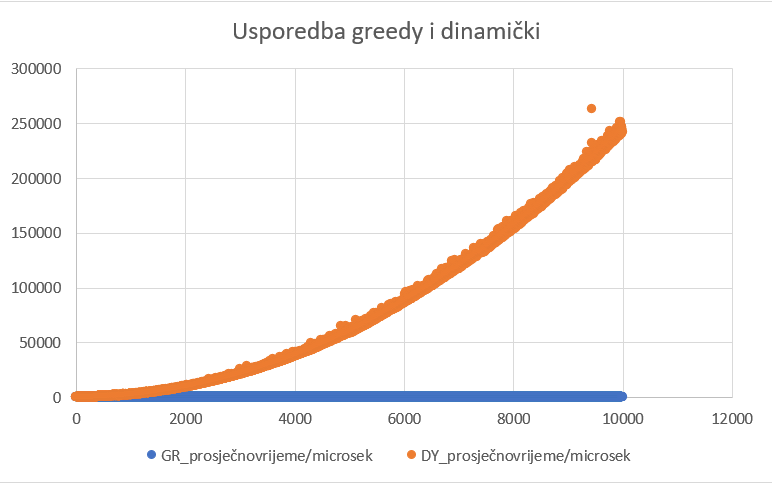 Usporedba greedy i dinamički
300000
250000
200000
150000
100000
50000
0
0 2000 4000 6000 8000 10000 12000
GR_prosječnovrijeme/microsek DY_prosječnovrijeme/microsek